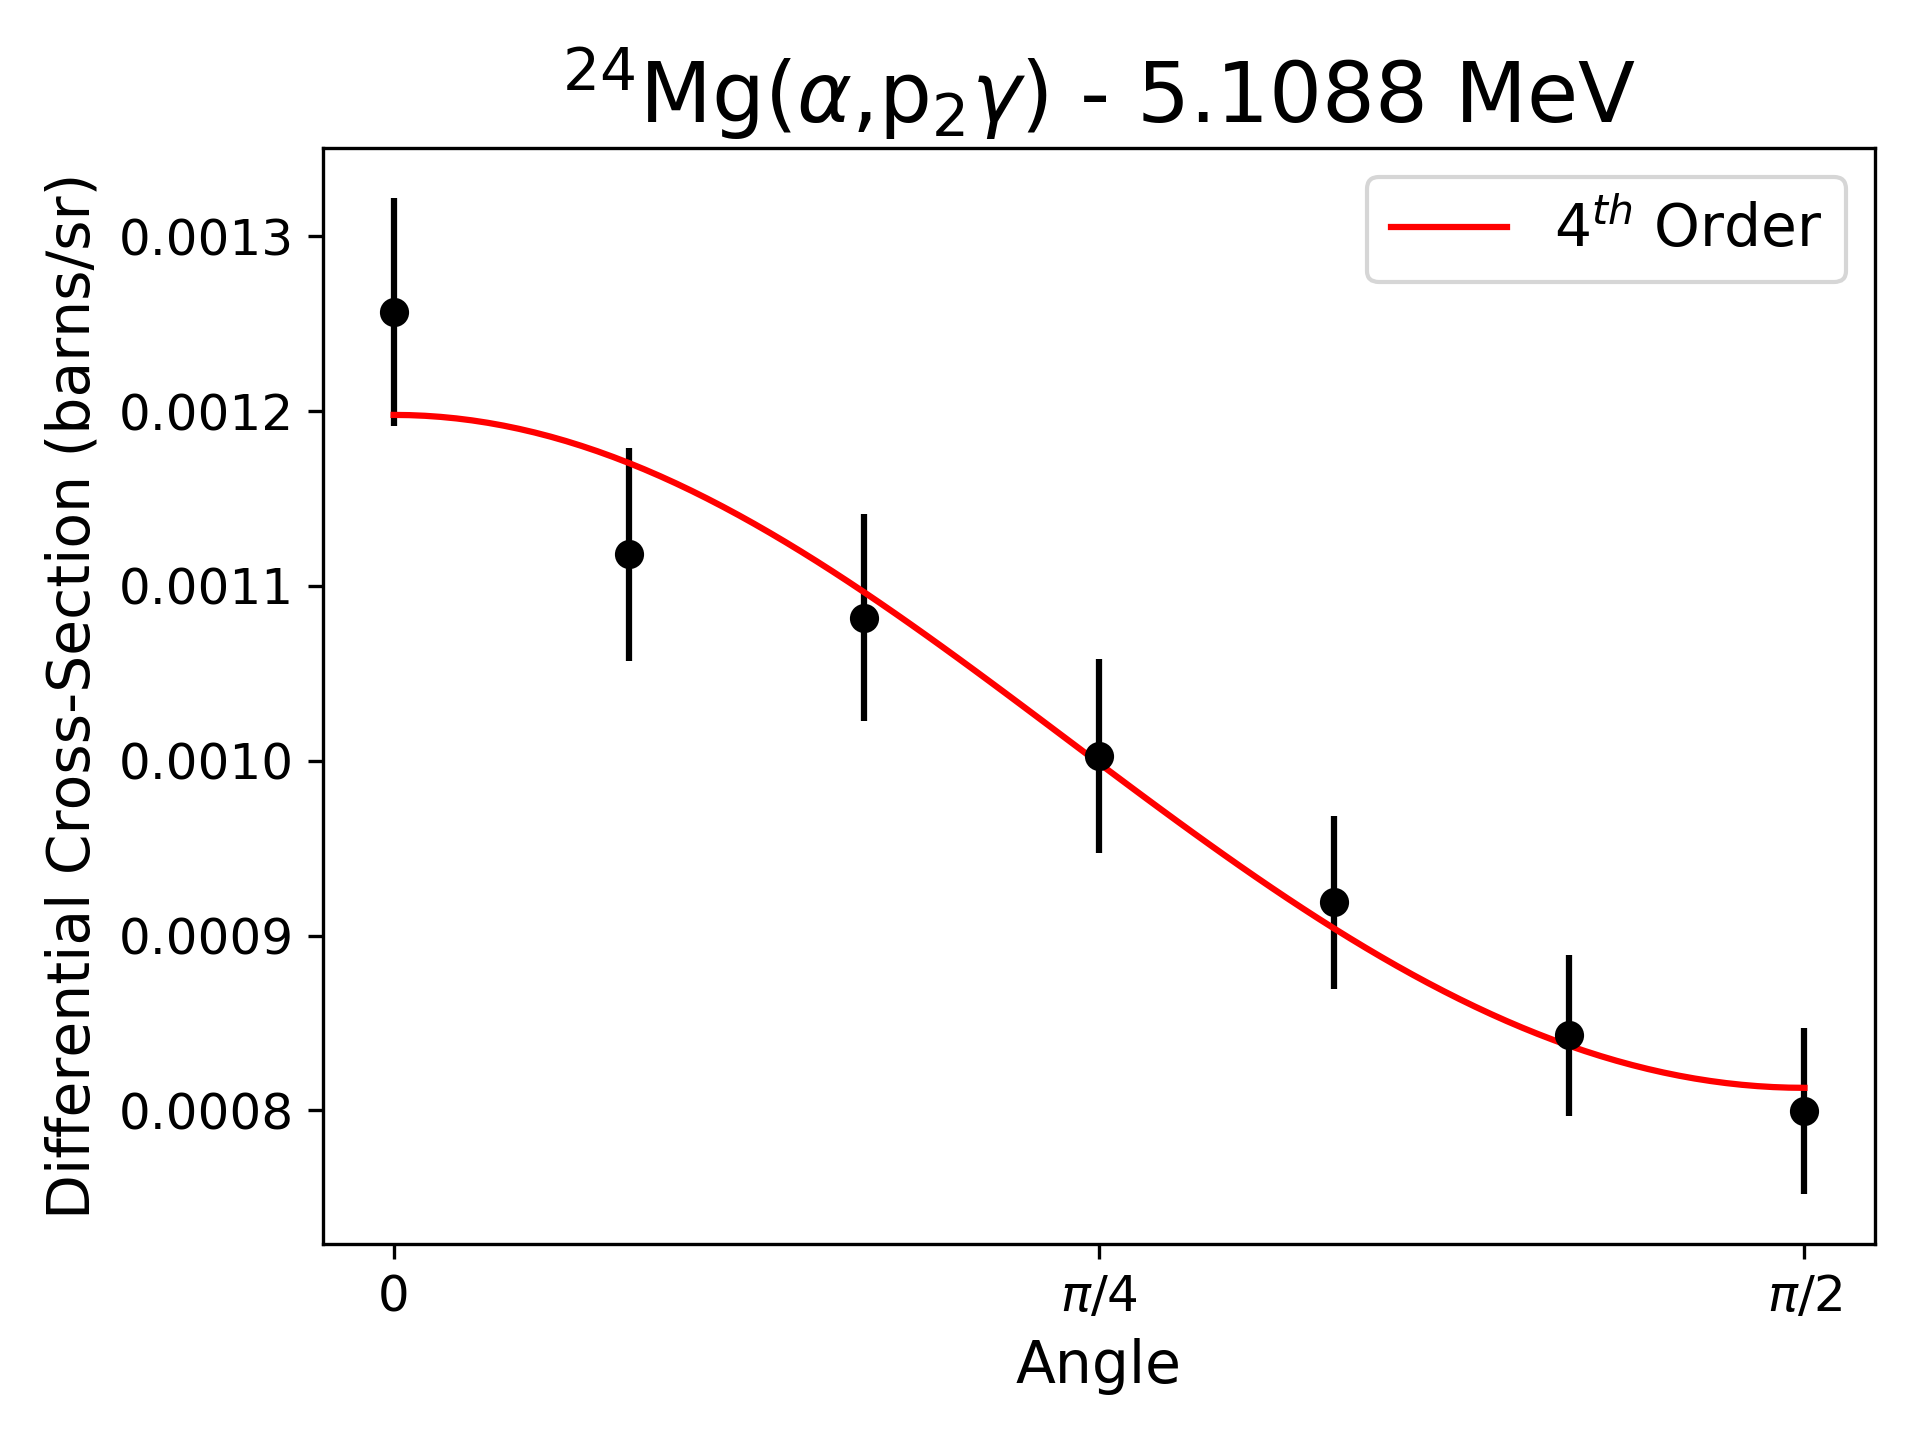 ²⁴Mg(α,p₂γ) - 5.1088 MeV
4ᵗʰ Order
Differential Cross-Section (barns/sr)
0.0013
0.0012
0.0011
0.0010
0.0009
0.0008
0
π/4
π/2
Angle